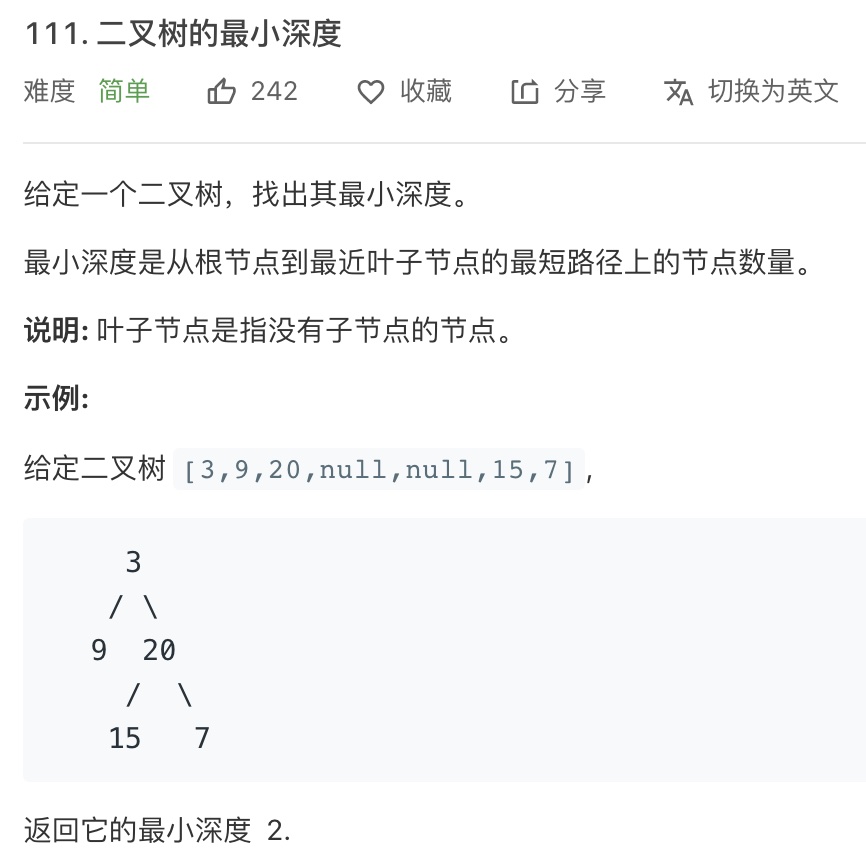 111. 二叉树的最小深度
难度 简单 242 收藏 分享 切换为英文
给定一个二叉树，找出其最小深度。
最小深度是从根节点到最近叶子节点的最短路径上的节点数量。
说明: 叶子节点是指没有子节点的节点。
示例:
给定二叉树 [3,9,20,null,null,15,7],
3
/ \
9 20
/ \
15 7
返回它的最小深度 2.